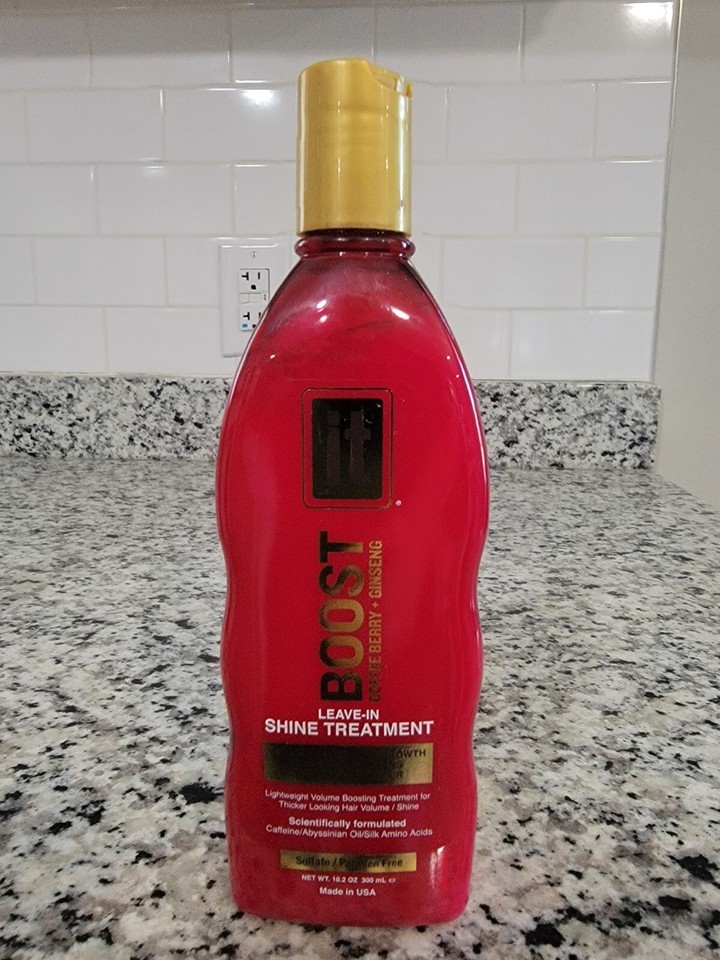 it
BOOST
COFFEE BERRY + GINSENG
LEAVE-IN
SHINE TREATMENT
Lightweight Volume Boosting Treatment for
Thicker Looking Hair Volume / Shine
Scientifically formulated
Caffeine/Abyssinian Oil/Silk Amino Acids
Sulfate / Paraben Free
NET WT. 10.2 OZ 300 mL
Made in USA